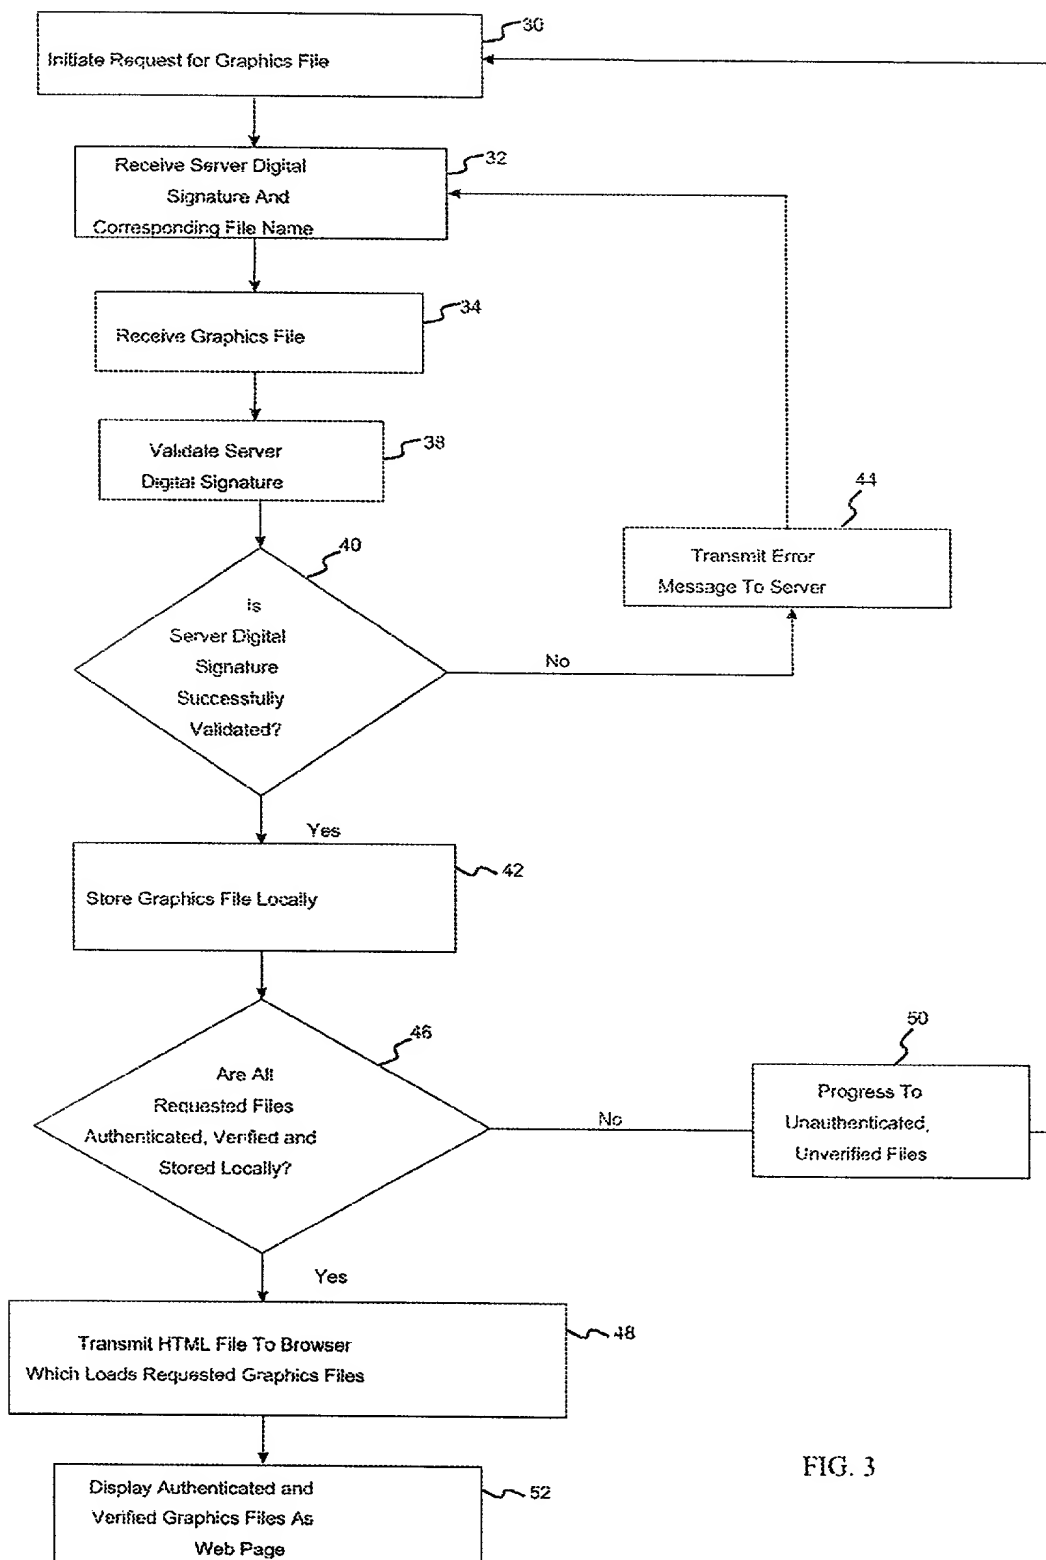 30
Initiate Request for Graphics File
32
Receive Server Digital
Signature And
Corresponding File Name
34
Receive Graphics File
38
Validate Server
Digital Signature
44
Transmit Error
Message To Server
40
Is
Server Digital
Signature
Successfully
Validated?
No
Yes
42
Store Graphics File Locally
46
Are All
Requested Files
Authenticated, Verified and
Stored Locally?
No
50
Progress To
Unauthenticated,
Unverified Files
Yes
48
Transmit HTML File To Browser
Which Loads Requested Graphics Files
52
Display Authenticated and
Verified Graphics Files As
Web Page
FIG. 3